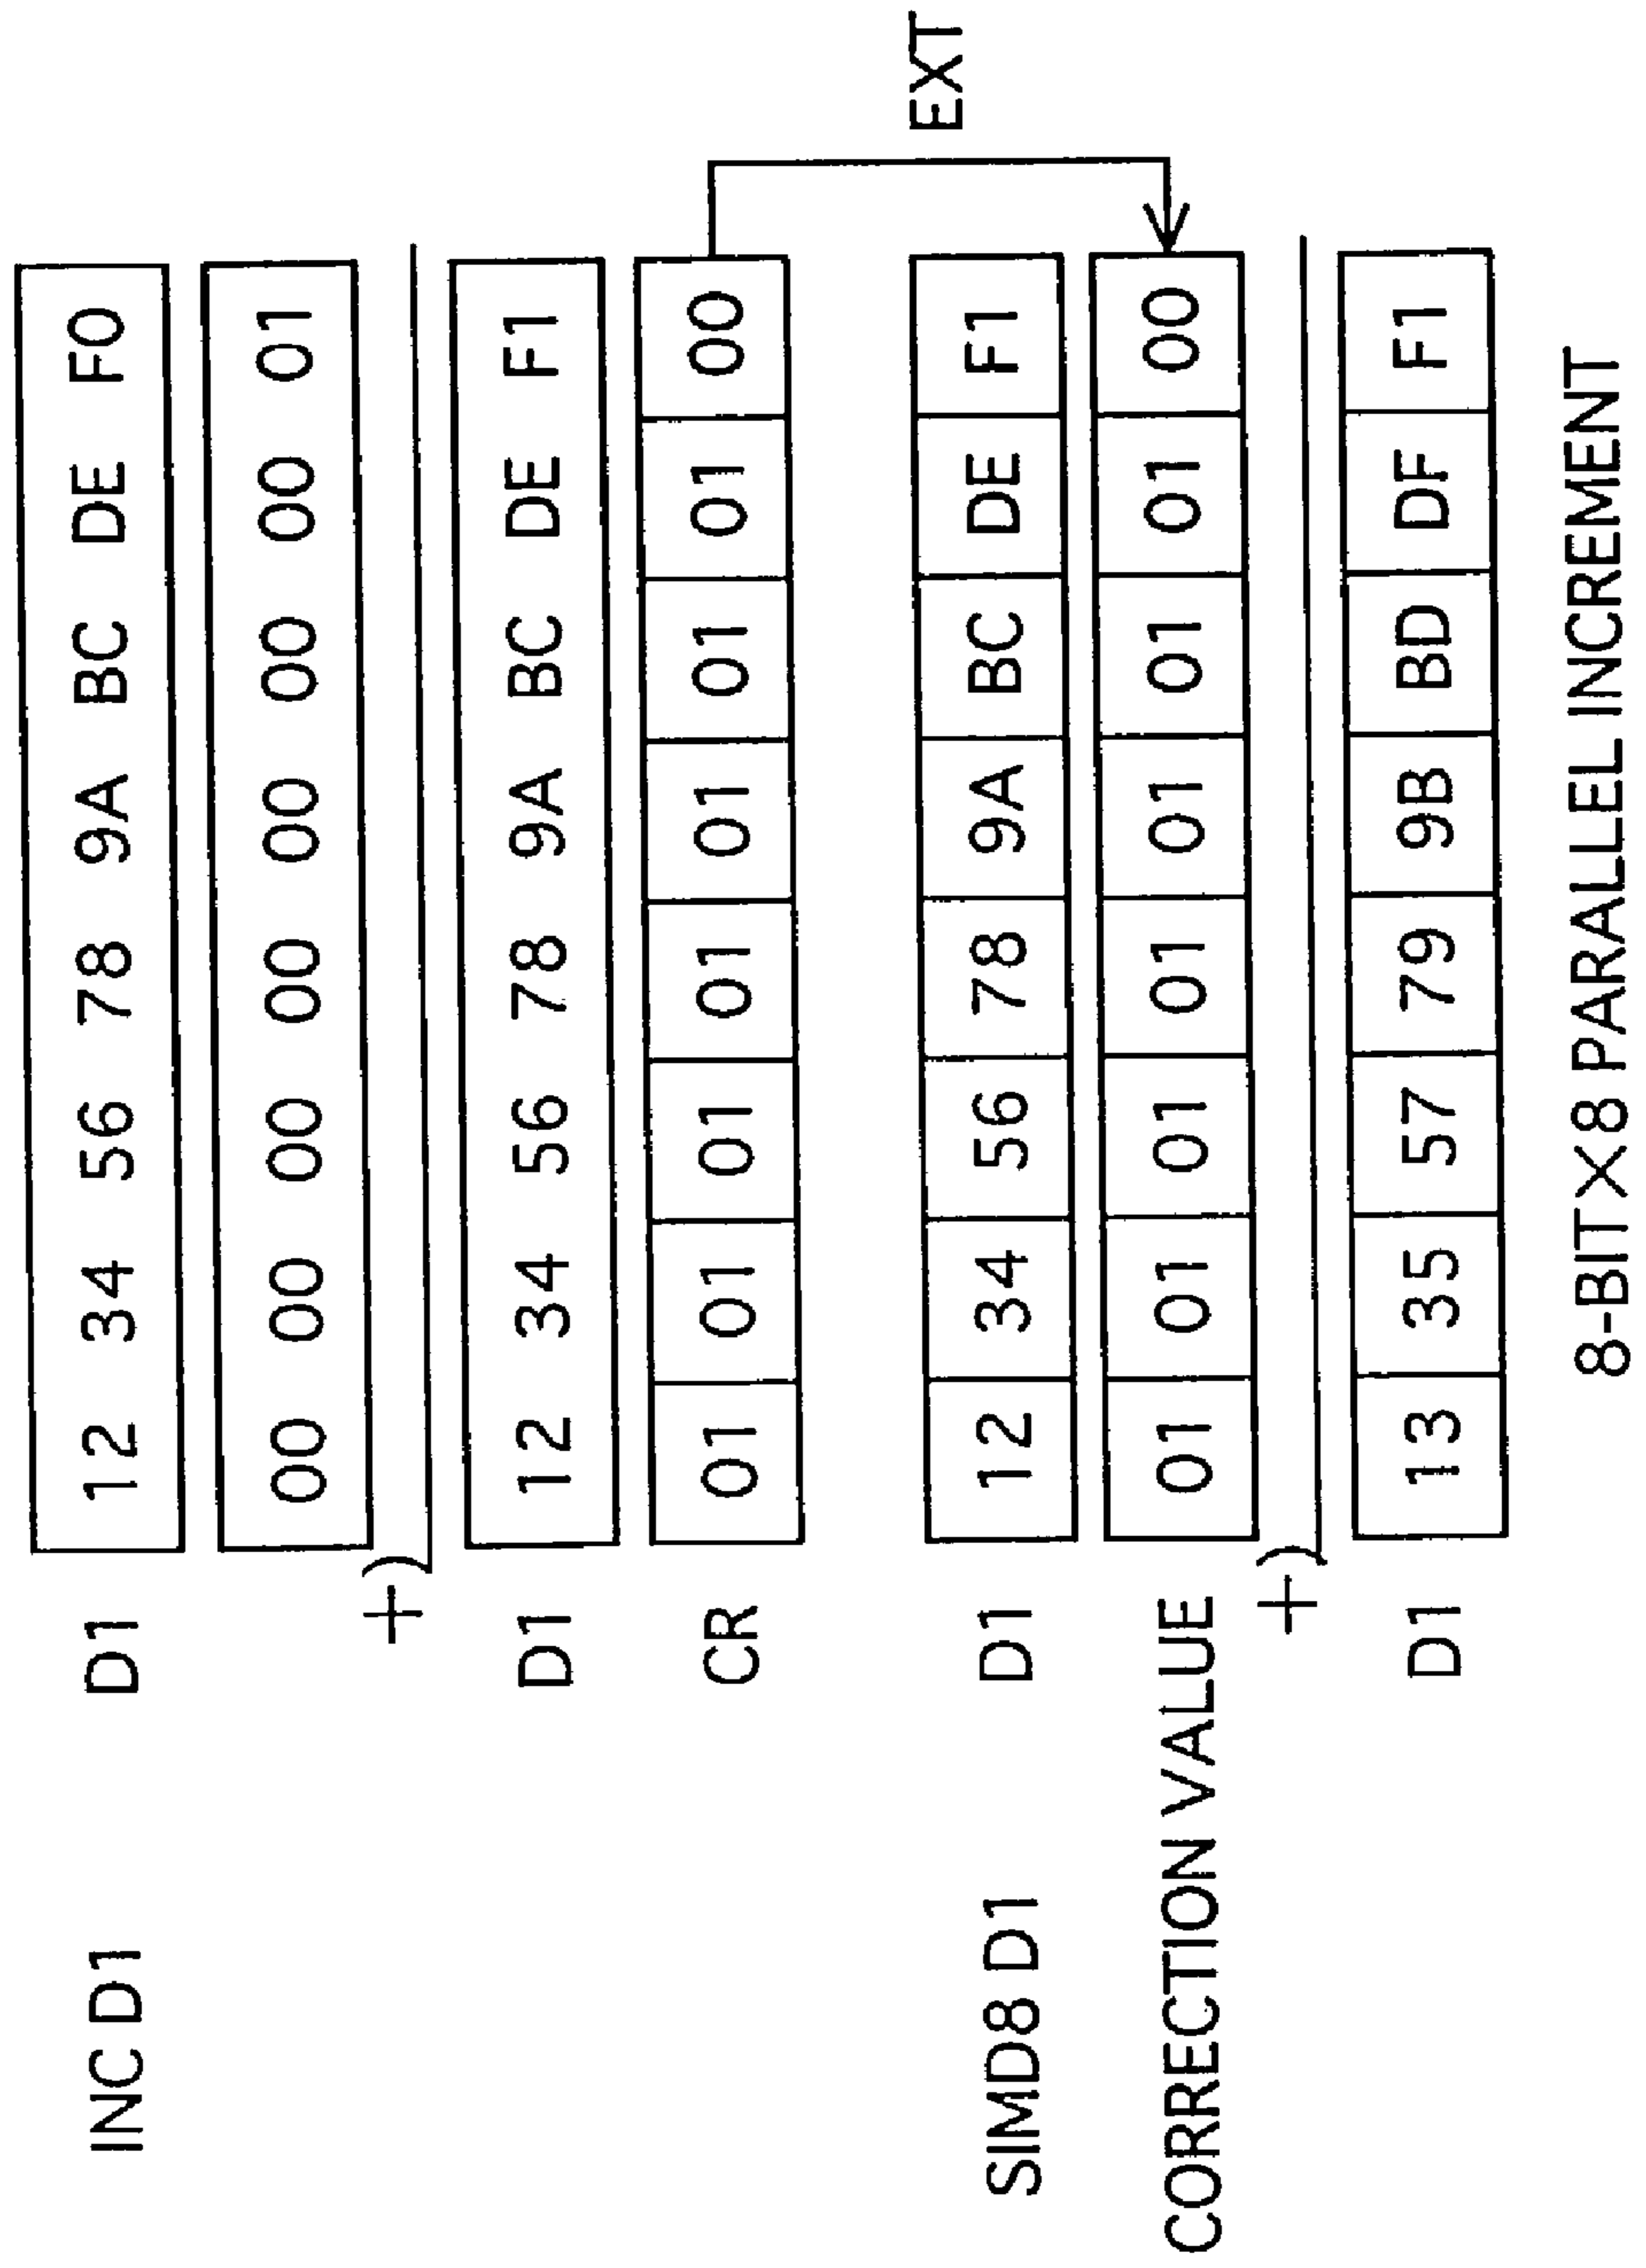 INC D1 D1 12 34 56 78 9A BC DE F0
00 00 00 00 00 00 00 01
+)
D1 12 34 56 78 9A BC DE F1
CR 01 01 01 01 01 01 01 00
EXT
SIMD8 D1 D1 12 34 56 78 9A BC DE F1
CORRECTION VALUE 01 01 01 01 01 01 01 00
+)
D1 13 35 57 79 9B BD DF F1
8-BIT×8 PARALLEL INCREMENT